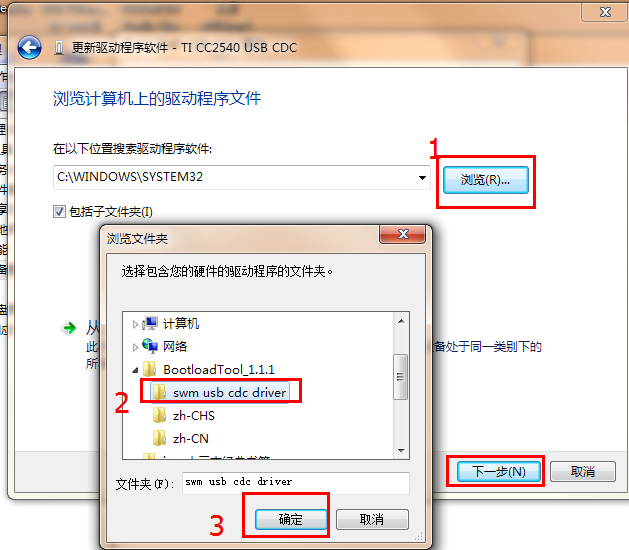 更新驱动程序软件 - TI CC2540 USB CDC
浏览计算机上的驱动程序文件
在以下位置搜索驱动程序软件:
1
C:\WINDOWS\SYSTEM32
浏览(R)...
包括子文件夹(I)
浏览文件夹
选择包含您的硬件的驱动程序的文件夹。
计算机
从
网络
此
备处于同一类别下的
所
BootloadTool_1.1.1
2
swm usb cdc driver
zh-CHS
zh-CN
下一步(N)
取消
文件夹(F):
swm usb cdc driver
3
确定
取消